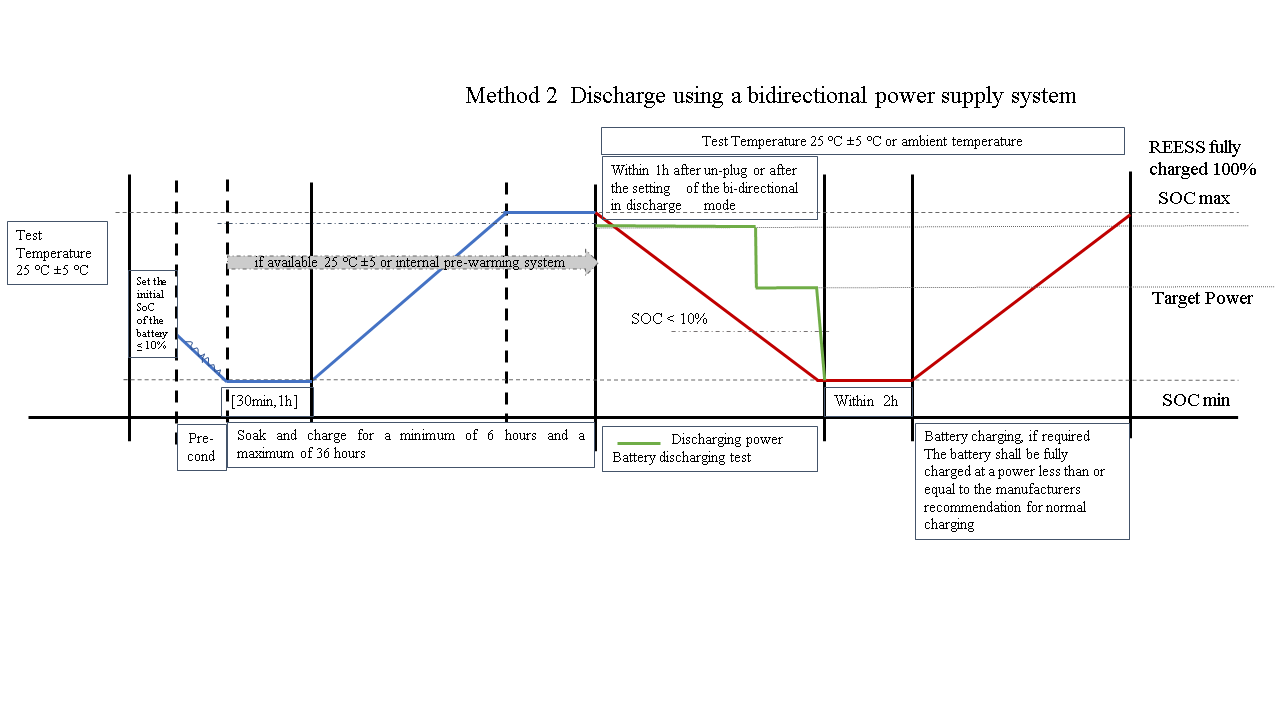 Method 2 Discharge using a bidirectional power supply system
Test Temperature 25 °C ±5 °C or ambient temperature
REESS fully
charged 100%
SOC max
Within 1h after un-plug or after
the setting of the bi-directional
in discharge mode
Test
Temperature
25 °C ±5 °C
if available 25 °C ±5 or internal pre-warming system
Set the
initial
SoC
of the
battery
≤ 10%
Target Power
SOC < 10%
[30min,1h]
Within 2h
SOC min
Pre-
cond
Soak and charge for a minimum of 6 hours and a
maximum of 36 hours
Discharging power
Battery discharging test
Battery charging, if required
The battery shall be fully
charged at a power less than or
equal to the manufacturers
recommendation for normal
charging